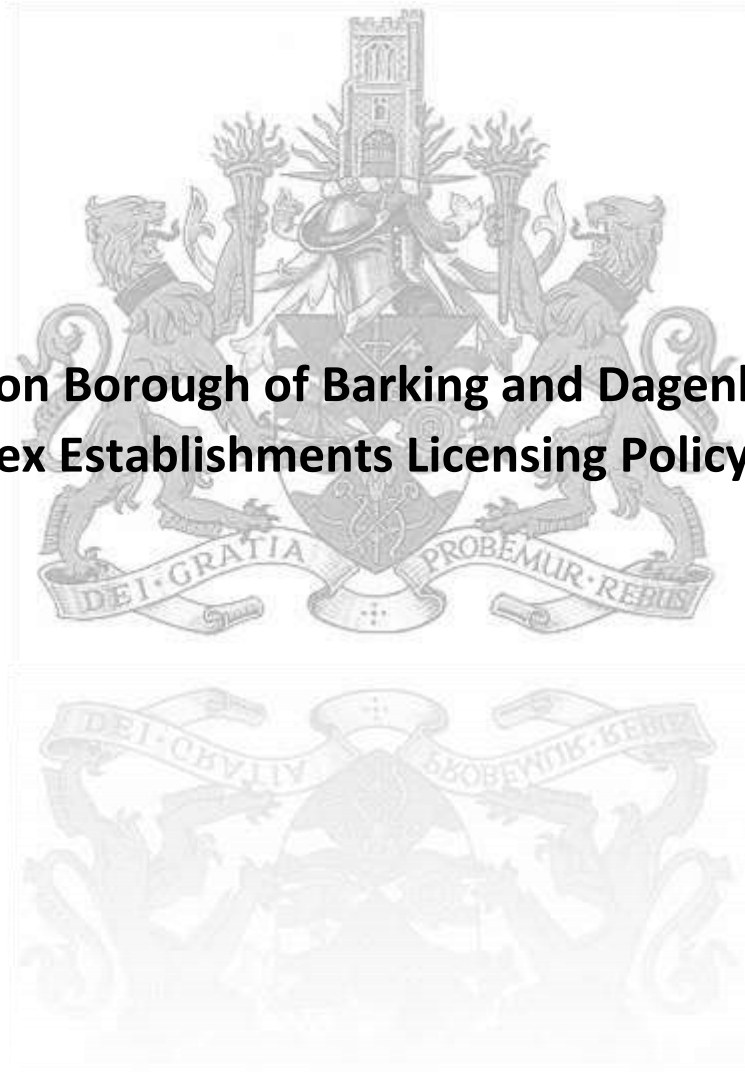 on Borough of Barking and Dagenh
ex Establishments Licensing Policy
DEI·GRATIA PROBEMUR·REBUS